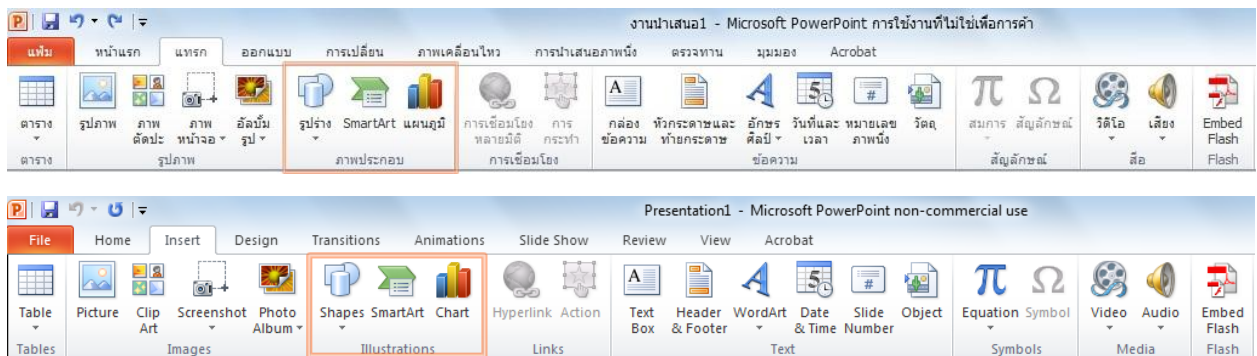 งานนำเสนอ1 - Microsoft PowerPoint การใช้งานที่ไม่ใช่เพื่อการค้า
แฟ้ม หน้าแรก แทรก ออกแบบ การเปลี่ยน ภาพเคลื่อนไหว การนำเสนอภาพนิ่ง ตรวจทาน มุมมอง Acrobat
ตาราง รูปภาพ ภาพ ภาพ อัลบั้ม รูปร่าง SmartArt แผนภูมิ การเชื่อมโยง การ กล่อง หัวกระดาษและ อักษร วันที่และ หมายเลข วัตถุ สมการ สัญลักษณ์ วิดีโอ เสียง Embed
ตัดปะ หน้าจอ รูป หลายมิติ กระทำ ข้อความ ท้ายกระดาษ ศิลป์ เวลา ภาพนิ่ง Flash
ตาราง รูปภาพ ภาพประกอบ การเชื่อมโยง ข้อความ สัญลักษณ์ สื่อ Flash
Presentation1 - Microsoft PowerPoint non-commercial use
File Home Insert Design Transitions Animations Slide Show Review View Acrobat
Table Picture Clip Screenshot Photo Shapes SmartArt Chart Hyperlink Action Text Header WordArt Date Slide Object Equation Symbol Video Audio Embed
Art Album Box & Footer & Time Number Flash
Tables Images Illustrations Links Text Symbols Media Flash